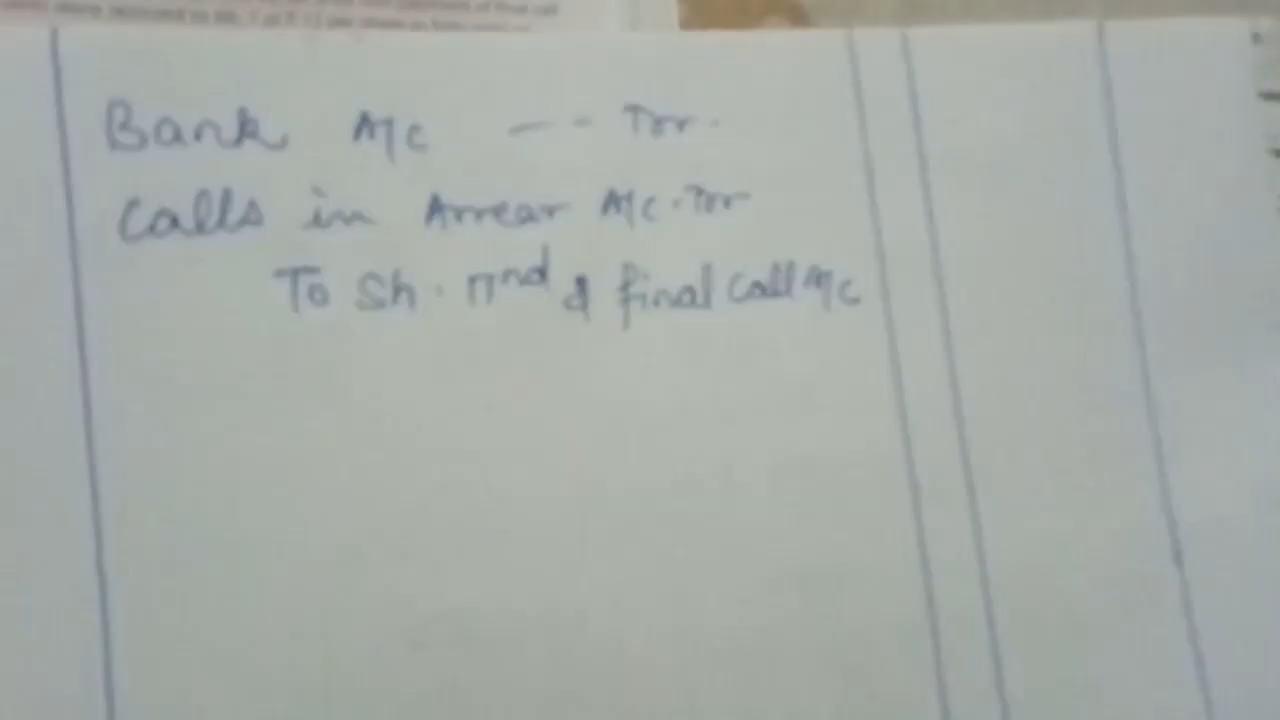 Bank A/c --- Dr.
Calls in Arrear A/c. Dr
To Sh. IInd & final Call A/c